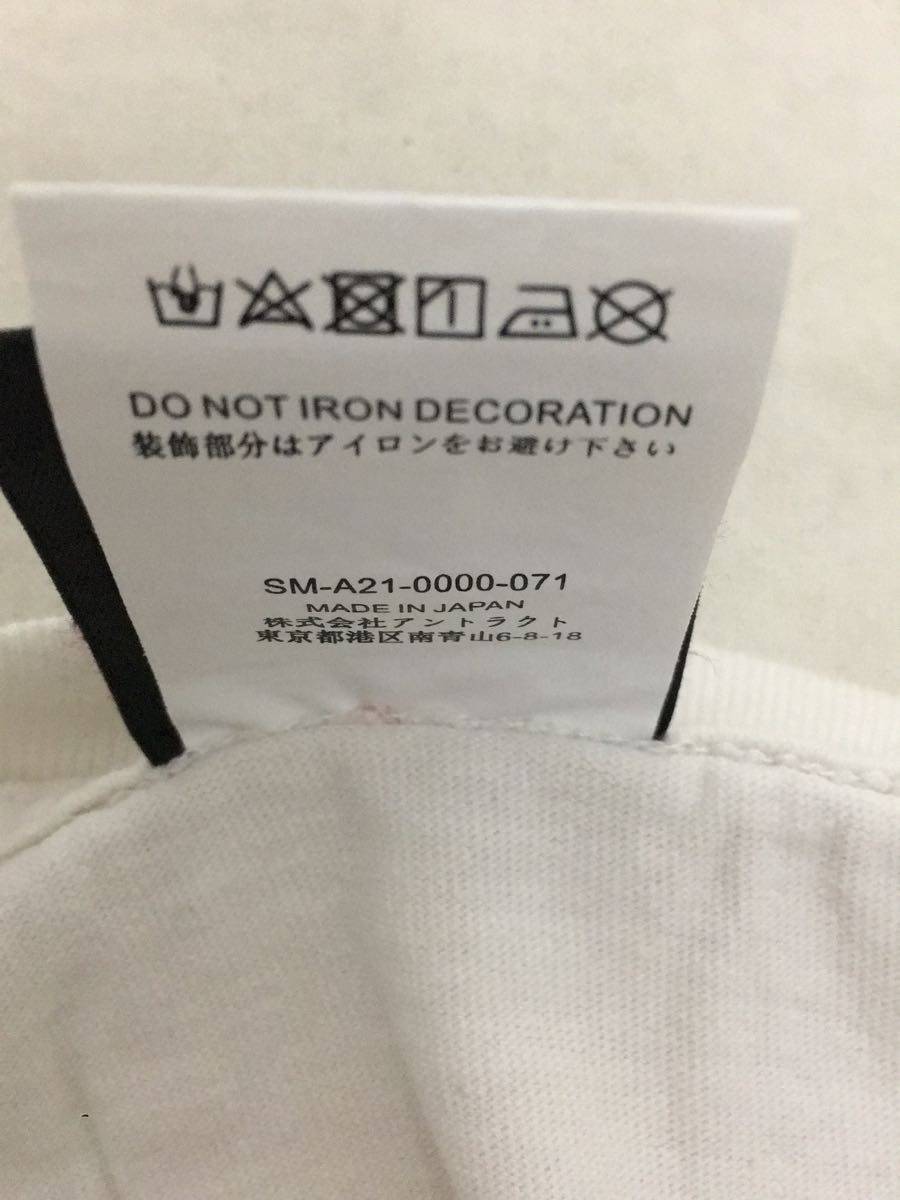 DO NOT IRON DECORATION
装飾部分はアイロンをお避け下さい
SM-A21-0000-071
MADE IN JAPAN
株式会社アントラクト
東京都港区南青山6-8-18